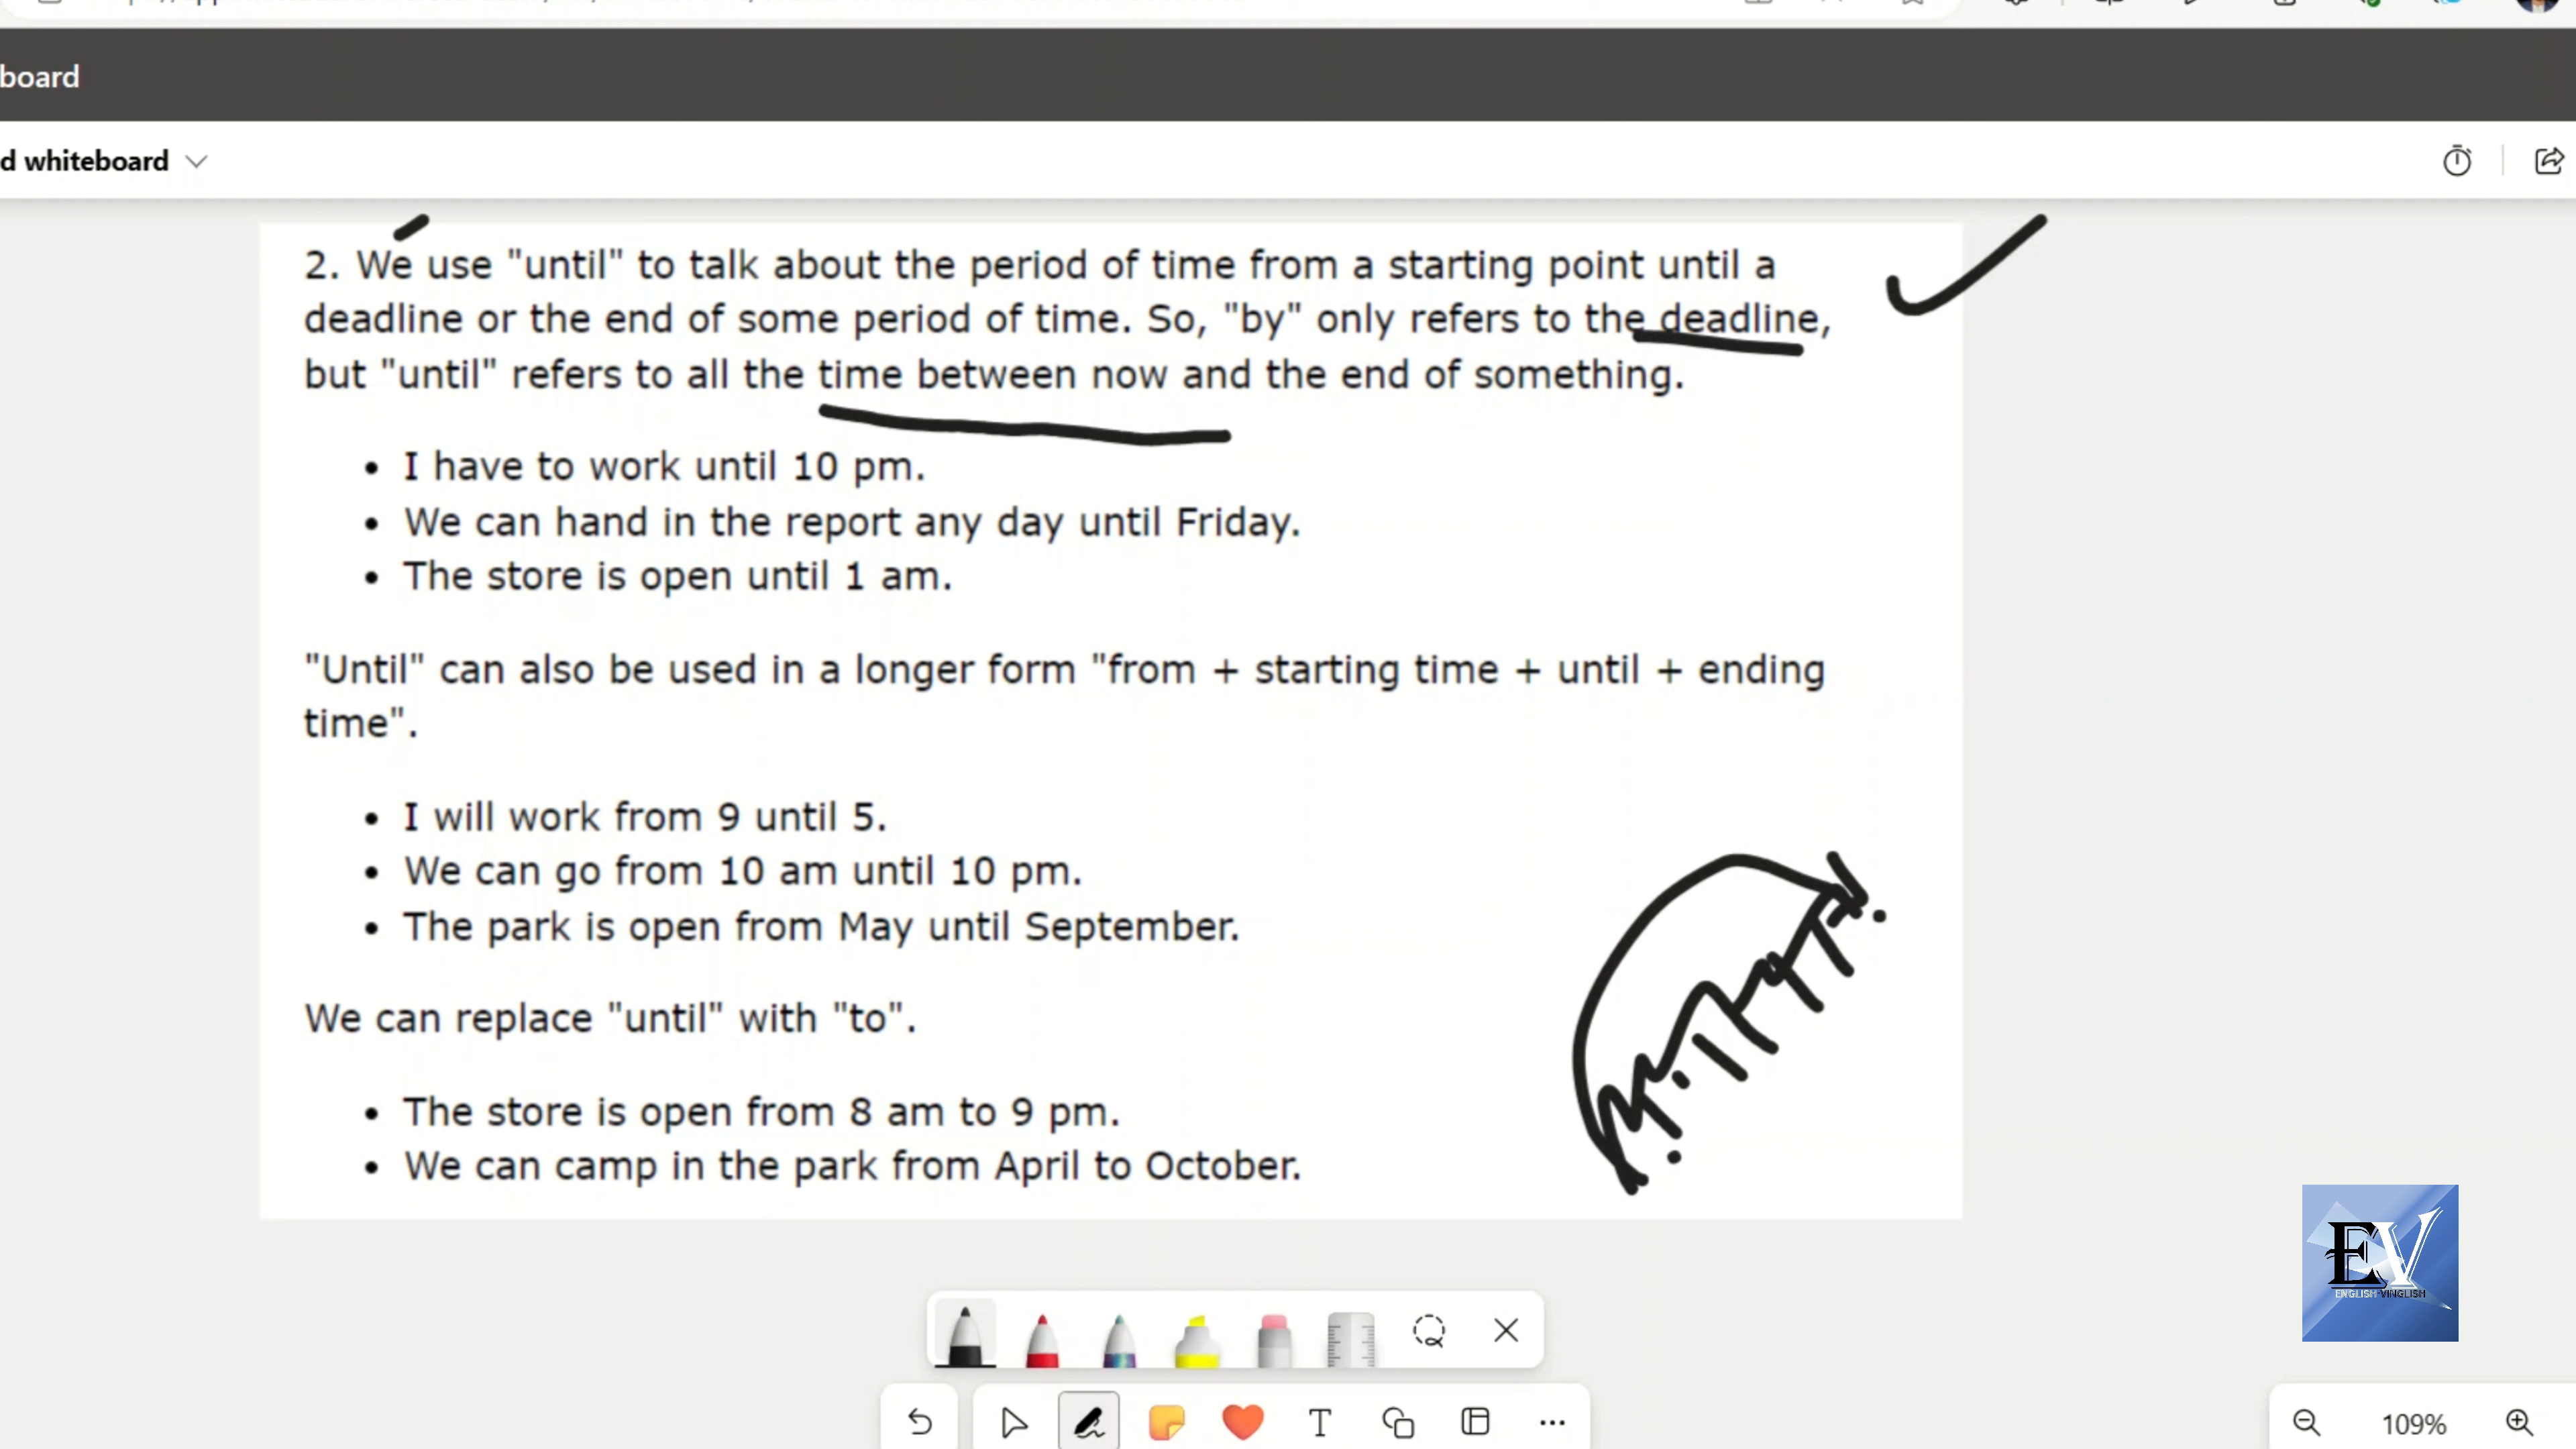 board
d whiteboard
2. We use "until" to talk about the period of time from a starting point until a
deadline or the end of some period of time. So, "by" only refers to the deadline,
but "until" refers to all the time between now and the end of something.
• I have to work until 10 pm.
• We can hand in the report any day until Friday.
• The store is open until 1 am.
"Until" can also be used in a longer form "from + starting time + until + ending
time".
• I will work from 9 until 5.
• We can go from 10 am until 10 pm.
• The park is open from May until September.
We can replace "until" with "to".
• The store is open from 8 am to 9 pm.
• We can camp in the park from April to October.
EV
ENGLISH VINGLISH
109%